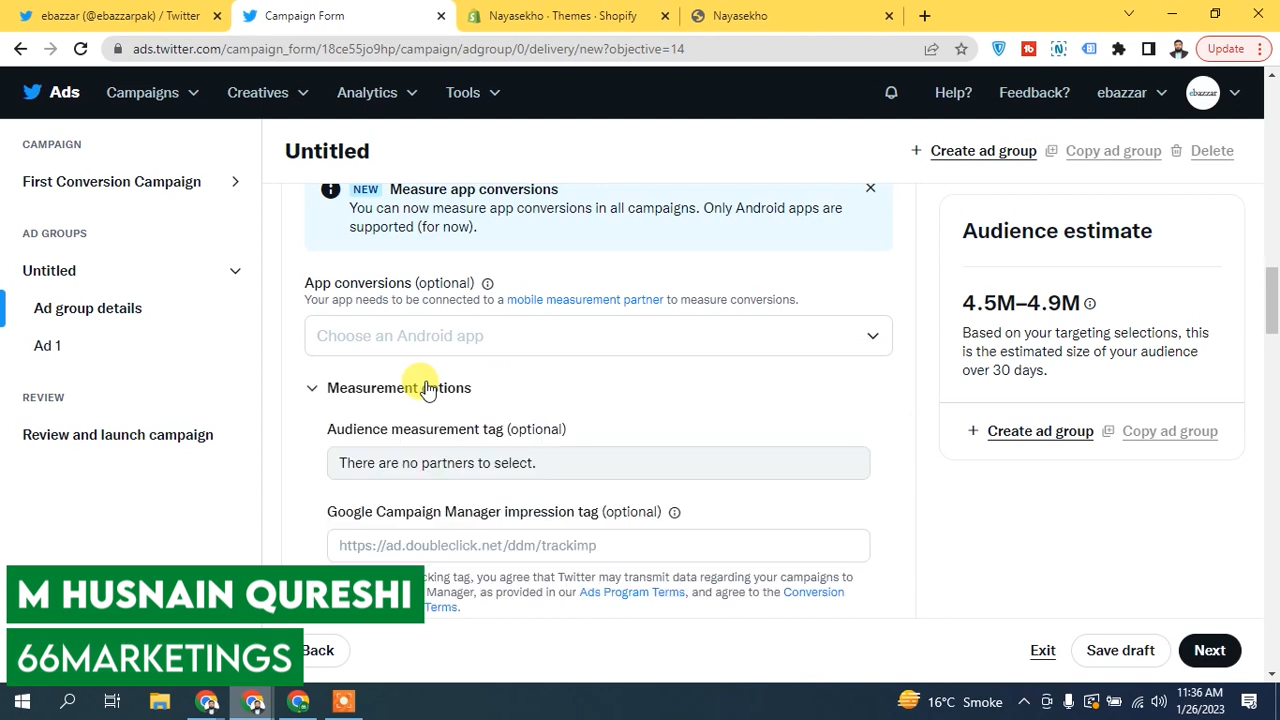 ebazzar (@ebazzarpak) / Twitter
Campaign Form
Nayasekho · Themes · Shopify
Nayasekho
ads.twitter.com/campaign_form/18ce55jo9hp/campaign/adgroup/0/delivery/new?objective=14
Update
Ads
Campaigns
Creatives
Analytics
Tools
Help?
Feedback?
ebazzar
ebazzar
CAMPAIGN
First Conversion Campaign
AD GROUPS
Untitled
Ad group details
Ad 1
REVIEW
Review and launch campaign
Untitled
+ Create ad group
Copy ad group
Delete
NEW Measure app conversions
You can now measure app conversions in all campaigns. Only Android apps are
supported (for now).
App conversions (optional)
Your app needs to be connected to a mobile measurement partner to measure conversions.
Choose an Android app
Measurement options
Audience measurement tag (optional)
There are no partners to select.
Google Campaign Manager impression tag (optional)
https://ad.doubleclick.net/ddm/trackimp
cking tag, you agree that Twitter may transmit data regarding your campaigns to
Manager, as provided in our Ads Program Terms, and agree to the Conversion
Terms.
Audience estimate
4.5M–4.9M
Based on your targeting selections, this
is the estimated size of your audience
over 30 days.
+ Create ad group
Copy ad group
M HUSNAIN QURESHI
66MARKETINGS
Back
Exit
Save draft
Next
16°C Smoke
11:36 AM
1/26/2023